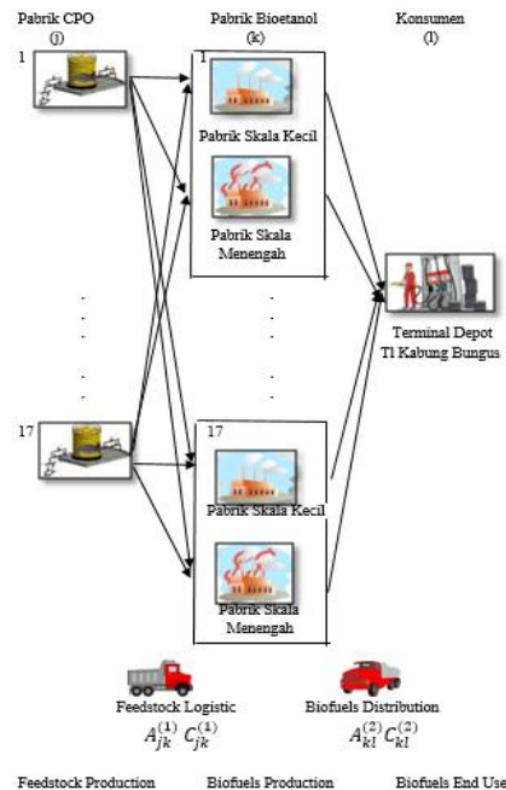 Pabrik CPO
(j)
Pabrik Bioetanol
(k)
Konsumen
(l)
1
1
Pabrik Skala Kecil
Pabrik Skala
Menengah
Terminal Depot
Tl Kabung Bungus
17
17
Pabrik Skala Kecil
Pabrik Skala
Menengah
Feedstock Logistic
A_{jk}^{(1)} C_{jk}^{(1)}
Biofuels Distribution
A_{kl}^{(2)} C_{kl}^{(2)}
Feedstock Production
Biofuels Production
Biofuels End Use